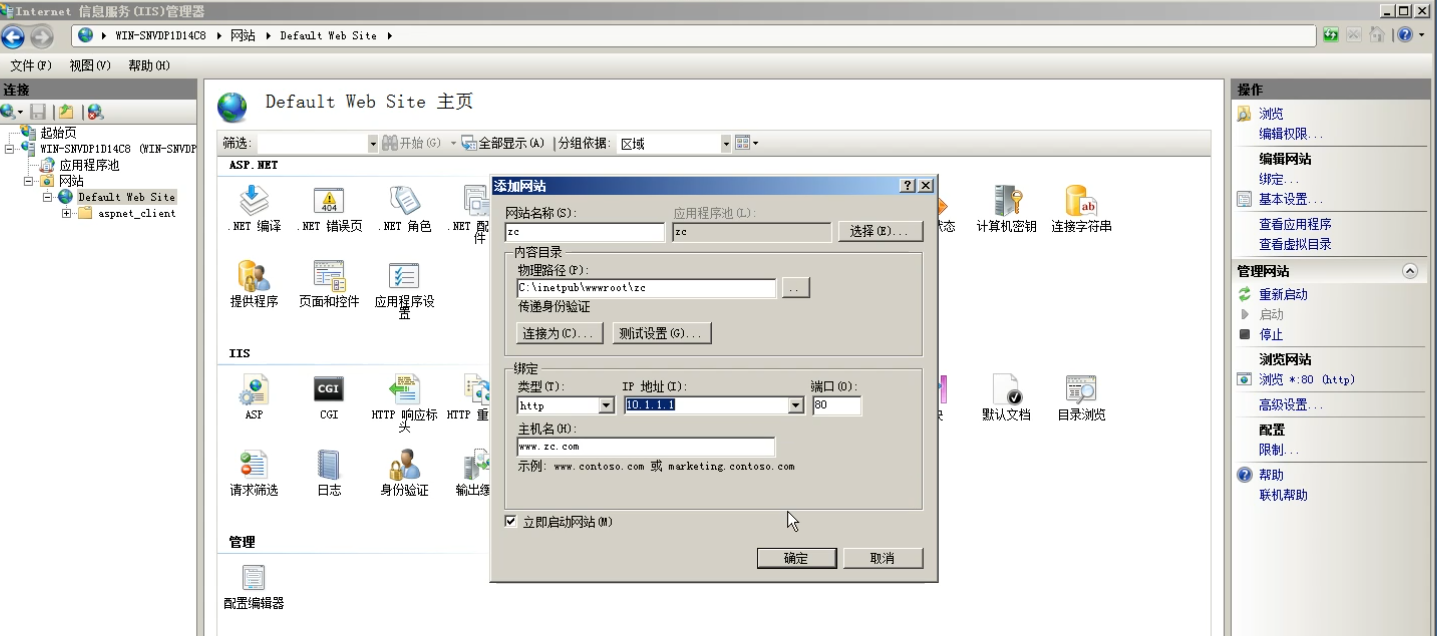 Internet 信息服务(IIS)管理器
WIN-SNVDP1D14C8 网站 Default Web Site
文件(F) 视图(V) 帮助(H)
连接
起始页
WIN-SNVDP1D14C8 (WIN-SNVDP
应用程序池
网站
Default Web Site
aspnet_client
Default Web Site 主页
筛选: 开始(G) 全部显示(A) 分组依据: 区域
ASP.NET
.NET 编译 .NET 错误页 .NET 角色 .NET 配
件
状态 计算机密钥 连接字符串
提供程序 页面和控件 应用程序设
置
IIS
CGI
ASP CGI HTTP 响应标 HTTP 重
头
默认文档 目录浏览
请求筛选 日志 身份验证 输出缓
管理
配置编辑器
添加网站
网站名称(S): 应用程序池(L):
zc zc 选择(E)...
内容目录
物理路径(P):
C:\inetpub\wwwroot\zc ..
传递身份验证
连接为(C)... 测试设置(G)...
绑定
类型(T): IP 地址(I): 端口(O):
http 10.1.1.1 80
主机名(H):
www.zc.com
示例: www.contoso.com 或 marketing.contoso.com
立即启动网站(M)
确定 取消
操作
浏览
编辑权限...
编辑网站
绑定...
基本设置...
查看应用程序
查看虚拟目录
管理网站
重新启动
启动
停止
浏览网站
浏览 *:80 (http)
高级设置...
配置
限制...
帮助
联机帮助